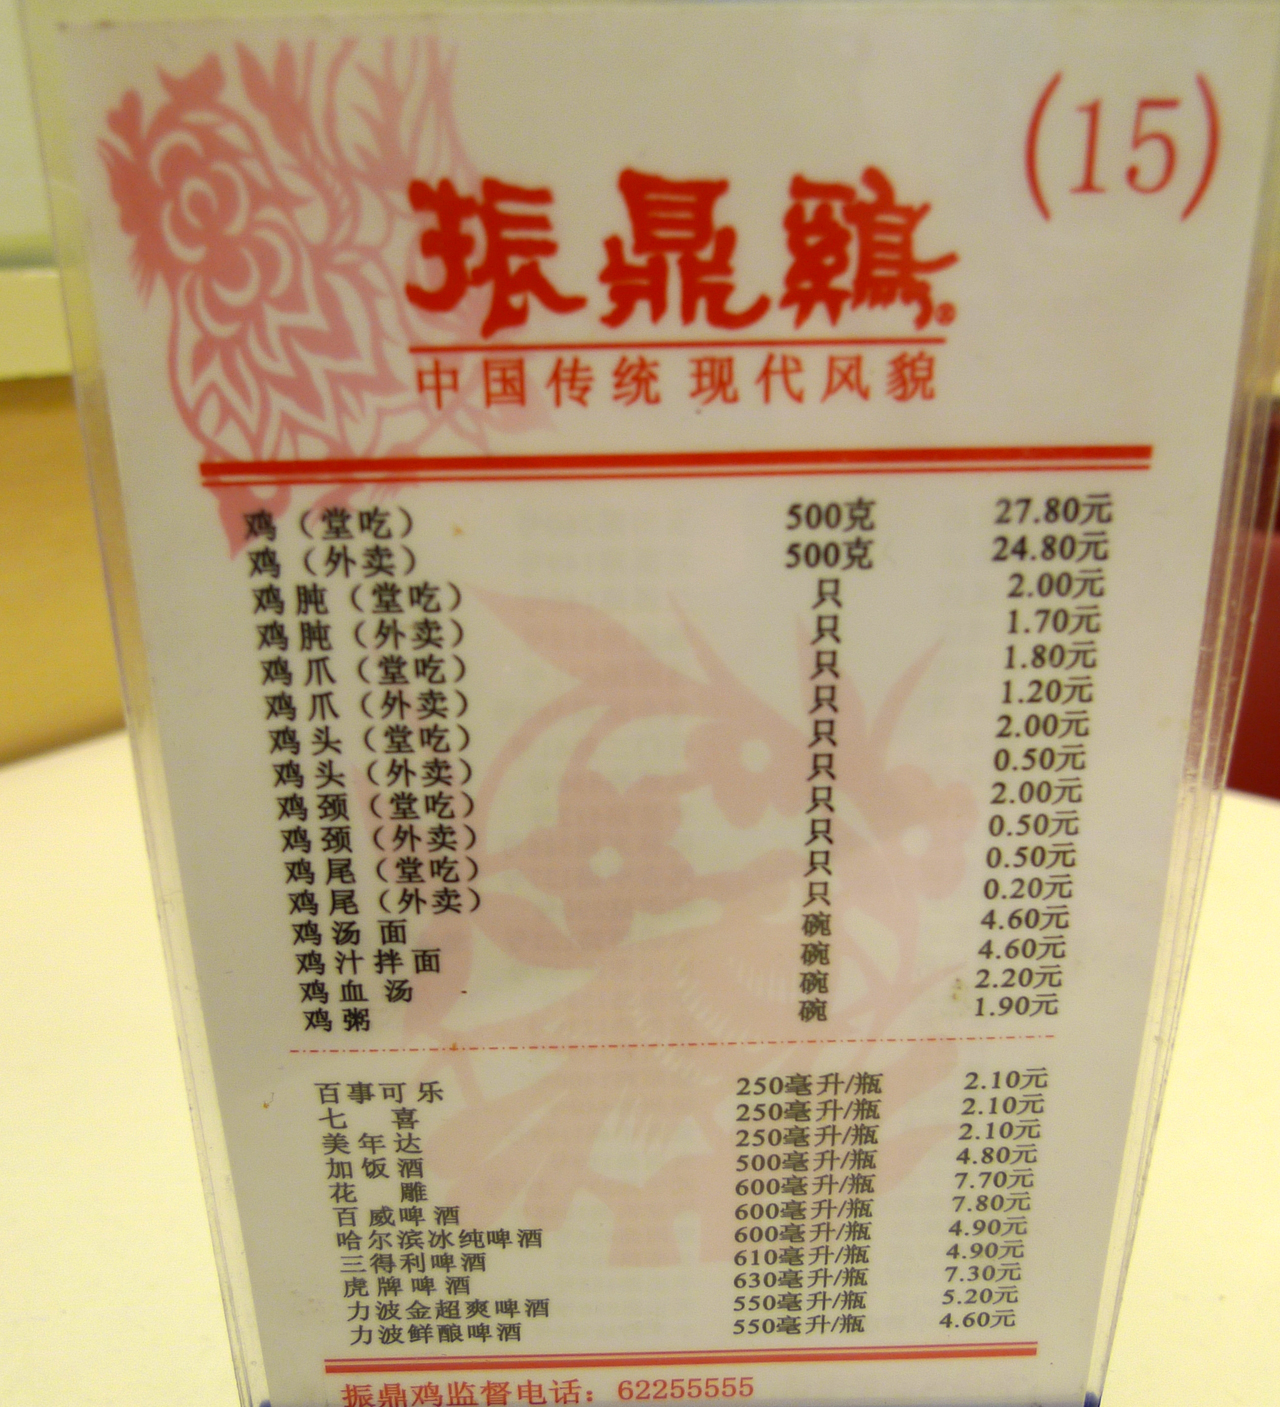 (15)
振鼎鷄®
中国传统 现代风貌
鸡（堂吃） 500克 27.80元
鸡（外卖） 500克 24.80元
鸡肫（堂吃） 只 2.00元
鸡肫（外卖） 只 1.70元
鸡爪（堂吃） 只 1.80元
鸡爪（外卖） 只 1.20元
鸡头（堂吃） 只 2.00元
鸡头（外卖） 只 0.50元
鸡颈（堂吃） 只 2.00元
鸡颈（外卖） 只 0.50元
鸡尾（堂吃） 只 0.50元
鸡尾（外卖） 只 0.20元
鸡汤面 碗 4.60元
鸡汁拌面 碗 4.60元
鸡血汤 碗 2.20元
鸡粥 碗 1.90元
百事可乐 250毫升/瓶 2.10元
七喜 250毫升/瓶 2.10元
美年达 250毫升/瓶 2.10元
加饭酒 500毫升/瓶 4.80元
花雕 600毫升/瓶 7.70元
百威啤酒 600毫升/瓶 7.80元
哈尔滨冰纯啤酒 600毫升/瓶 4.90元
三得利啤酒 610毫升/瓶 4.90元
虎牌啤酒 630毫升/瓶 7.30元
力波金超爽啤酒 550毫升/瓶 5.20元
力波鲜酿啤酒 550毫升/瓶 4.60元
振鼎鸡监督电话：62255555